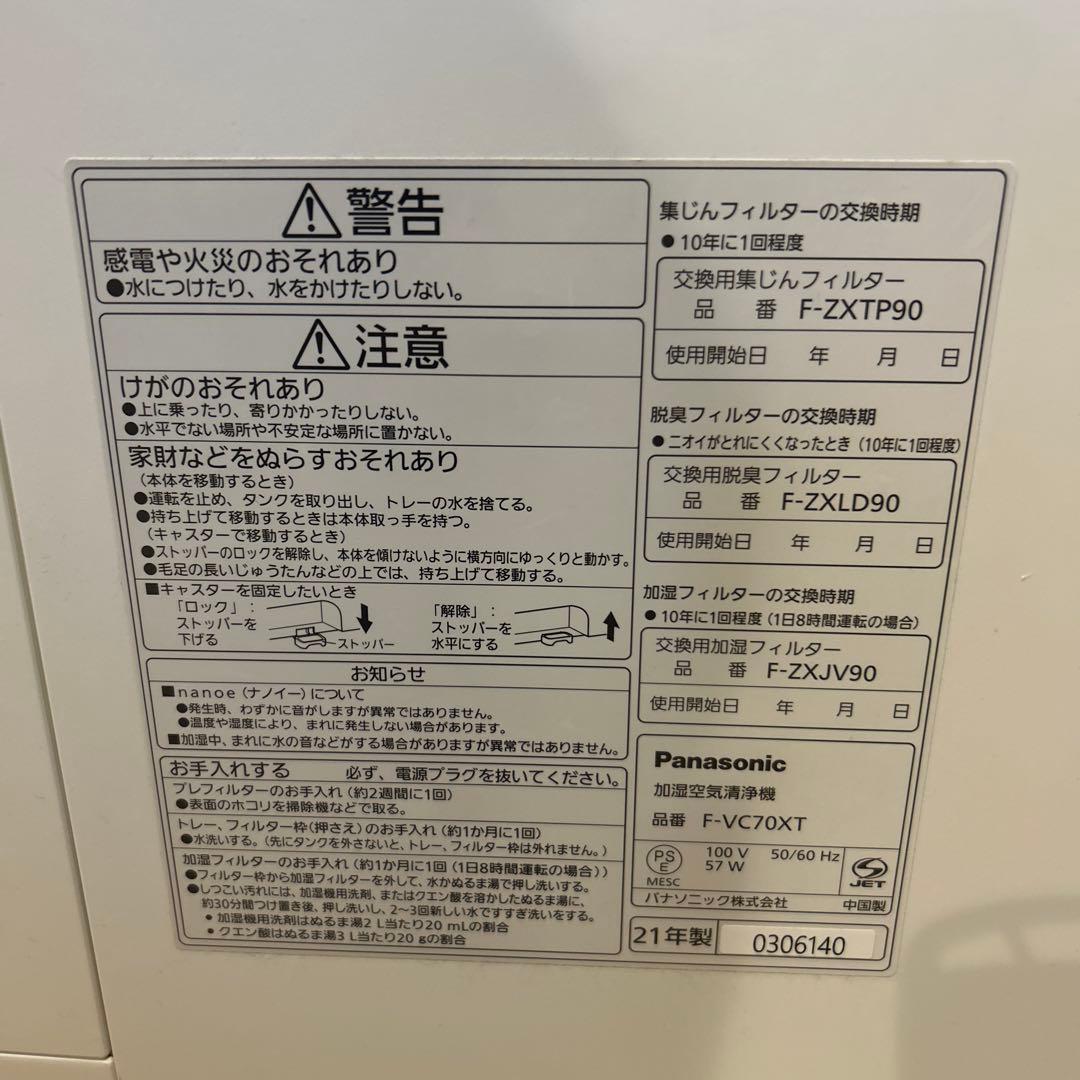 警告
感電や火災のおそれあり
●水につけたり、水をかけたりしない。
注意
けがのおそれあり
●上に乗ったり、寄りかかったりしない。
●水平でない場所や不安定な場所に置かない。
家財などをぬらすおそれあり
（本体を移動するとき）
●運転を止め、タンクを取り出し、トレーの水を捨てる。
●持ち上げて移動するときは本体取っ手を持つ。
（キャスターで移動するとき）
●ストッパーのロックを解除し、本体を傾けないように横方向にゆっくりと動かす。
●毛足の長いじゅうたんなどの上では、持ち上げて移動する。
■キャスターを固定したいとき
「ロック」：
ストッパーを
下げる
ストッパー
「解除」：
ストッパーを
水平にする
お知らせ
■nanoe（ナノイー）について
●発生時、わずかに音がしますが異常ではありません。
●温度や湿度により、まれに発生しない場合があります。
■加湿中、まれに水の音などがする場合がありますが異常ではありません。
お手入れする 必ず、電源プラグを抜いてください。
プレフィルターのお手入れ（約2週間に1回）
●表面のホコリを掃除機などで取る。
トレー、フィルター枠（押さえ）のお手入れ（約1か月に1回）
●水洗いする。（先にタンクを外さないと、トレー、フィルター枠は外れません。）
加湿フィルターのお手入れ（約1か月に1回（1日8時間運転の場合））
●フィルター枠から加湿フィルターを外して、水かぬるま湯で押し洗いする。
●しつこい汚れには、加湿機用洗剤、またはクエン酸を溶かしたぬるま湯に、
約30分間つけ置き後、押し洗いし、2～3回新しい水ですすぎ洗いをする。
• 加湿機用洗剤はぬるま湯2 L当たり20 mLの割合
• クエン酸はぬるま湯3 L当たり20 gの割合
集じんフィルターの交換時期
● 10年に1回程度
交換用集じんフィルター
品 番 F-ZXTP90
使用開始日 年 月 日
脱臭フィルターの交換時期
● ニオイがとれにくくなったとき（10年に1回程度）
交換用脱臭フィルター
品 番 F-ZXLD90
使用開始日 年 月 日
加湿フィルターの交換時期
● 10年に1回程度（1日8時間運転の場合）
交換用加湿フィルター
品 番 F-ZXJV90
使用開始日 年 月 日
Panasonic
加湿空気清浄機
品番 F-VC70XT
PS
E
MESC
100 V 50/60 Hz
57 W
JET
パナソニック株式会社 中国製
21年製 0306140